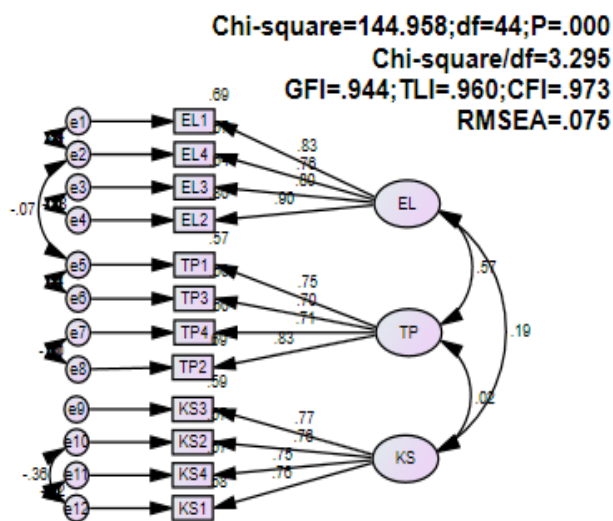 Chi-square=144.958;df=44;P=.000
Chi-square/df=3.295
GFI=.944;TLI=.960;CFI=.973
RMSEA=.075
.69
e1 EL1 .83
e2 EL4 .76
e3 EL3 .80
-.07
e4 EL2 .90 EL
.57
e5 TP1 .57
e6 TP3 .75
.70
.71
e7 TP4 TP .19
e8 TP2 .83
.59
.02
e9 KS3 .77
e10 KS2 .76
-.36
e11 KS4 .75 KS
e12 KS1 .76